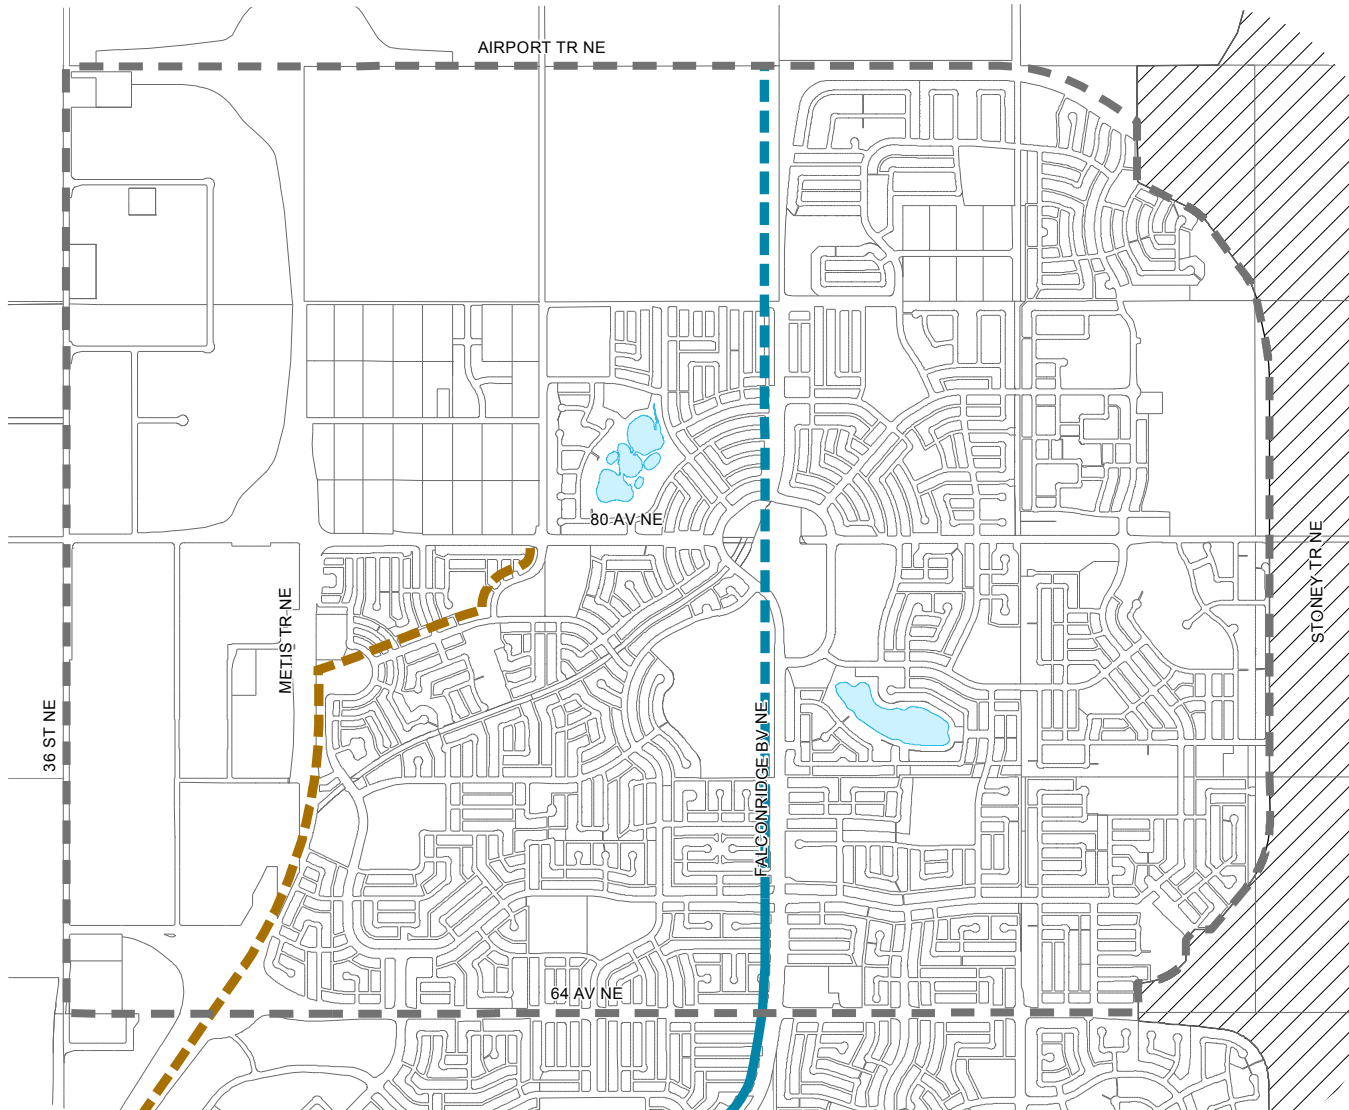 AIRPORT TR NE
80 AV NE
STONEY TR NE
METIS TR NE
36 ST NE
FALCONRIDGE BV NE
64 AV NE